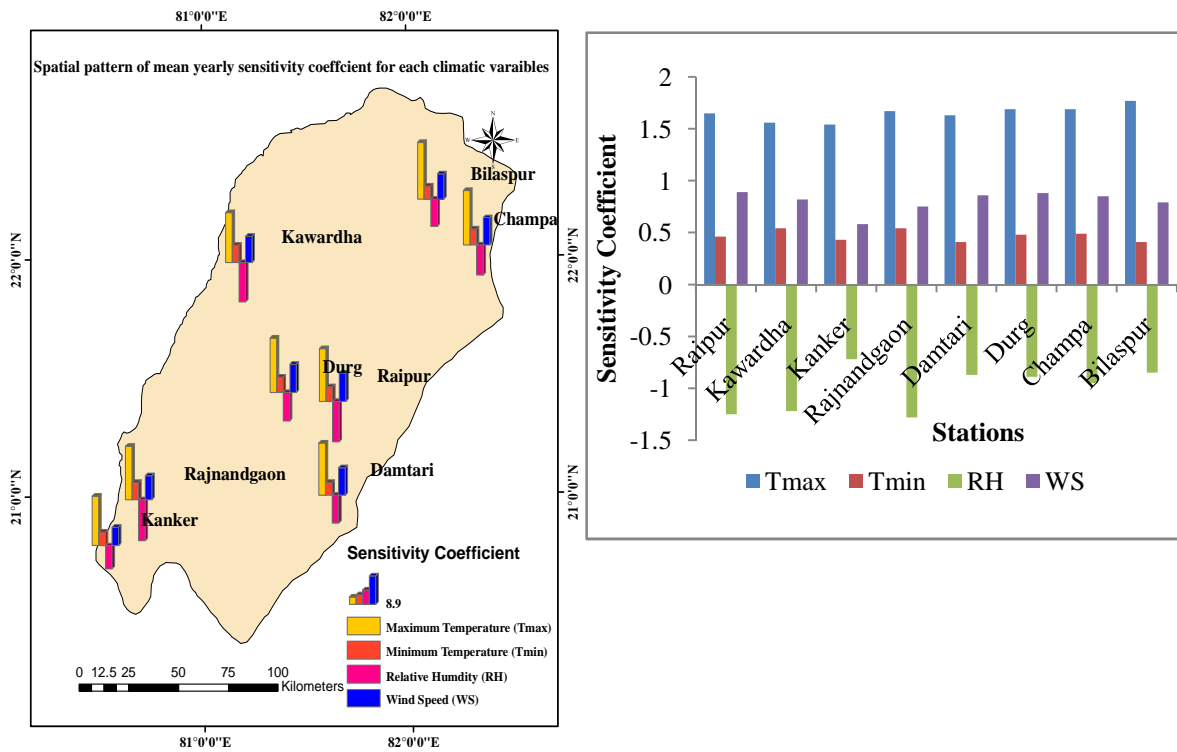 81°0'0"E 82°0'0"E
Spatial pattern of mean yearly sensitivity coeffcient for each climatic varaibles
N
W E
S
Bilaspur
Champa
Kawardha
22°0'0"N 22°0'0"N
Durg
Raipur
Rajnandgaon
Damtari
21°0'0"N 21°0'0"N
Kanker
Sensitivity Coefficient
8.9
Maximum Temperature (Tmax)
Minimum Temperature (Tmin)
Relative Humdity (RH)
Wind Speed (WS)
0 12.5 25 50 75 100
Kilometers
81°0'0"E 82°0'0"E
Sensitivity Coefficient
2
1.5
1
0.5
0
-0.5
-1
-1.5
Raipur
Kawardha
Kanker
Rajnandgaon
Damtari
Durg
Champa
Bilaspur
Stations
Tmax Tmin RH WS